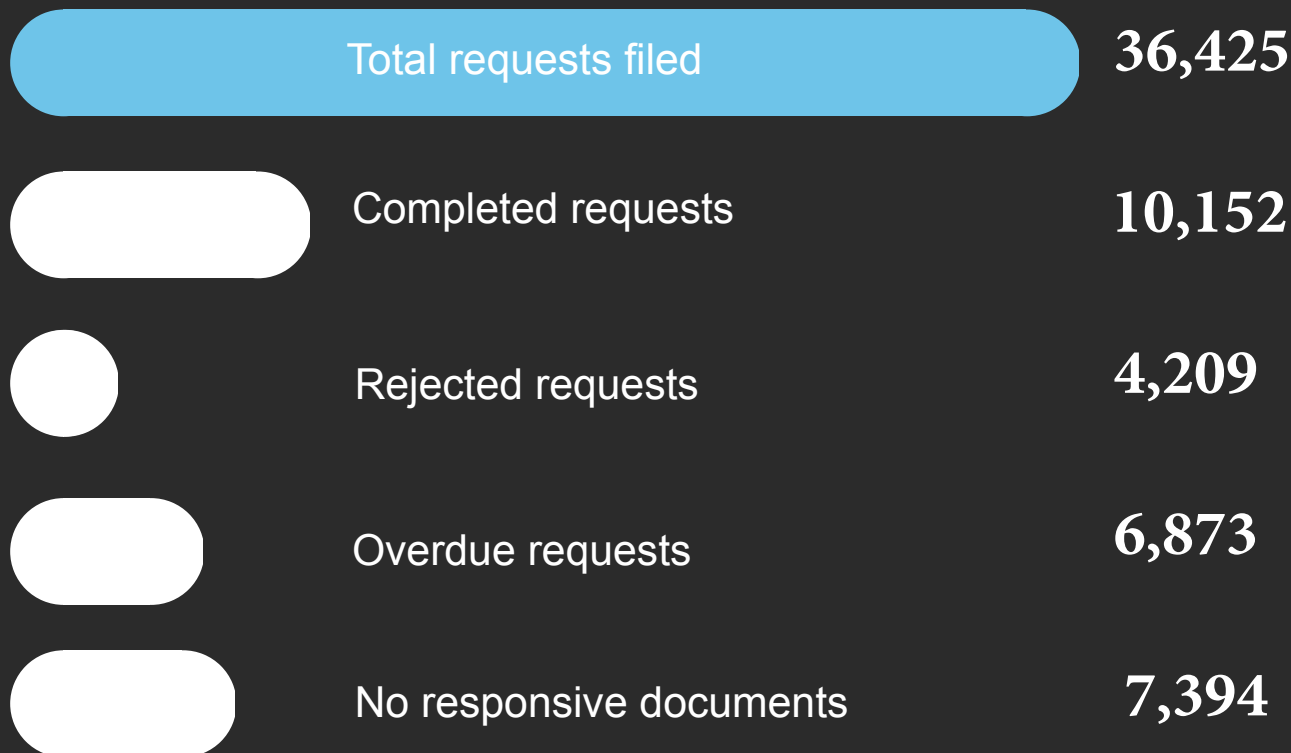 Total requests filed 36,425
Completed requests 10,152
Rejected requests 4,209
Overdue requests 6,873
No responsive documents 7,394